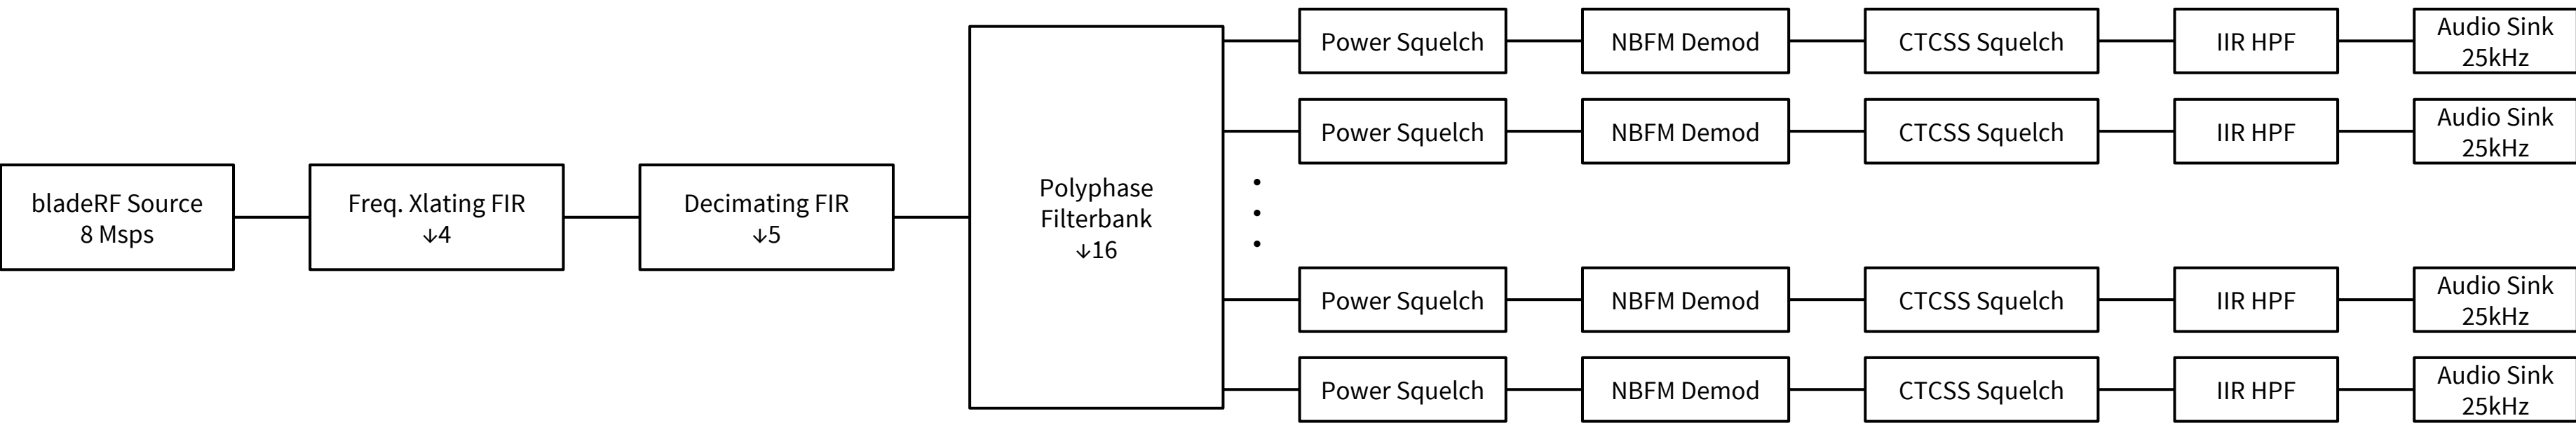 bladeRF Source
8 Msps
Freq. Xlating FIR
↓4
Decimating FIR
↓5
Polyphase
Filterbank
↓16
Power Squelch
NBFM Demod
CTCSS Squelch
IIR HPF
Audio Sink
25kHz
Power Squelch
NBFM Demod
CTCSS Squelch
IIR HPF
Audio Sink
25kHz
Power Squelch
NBFM Demod
CTCSS Squelch
IIR HPF
Audio Sink
25kHz
Power Squelch
NBFM Demod
CTCSS Squelch
IIR HPF
Audio Sink
25kHz